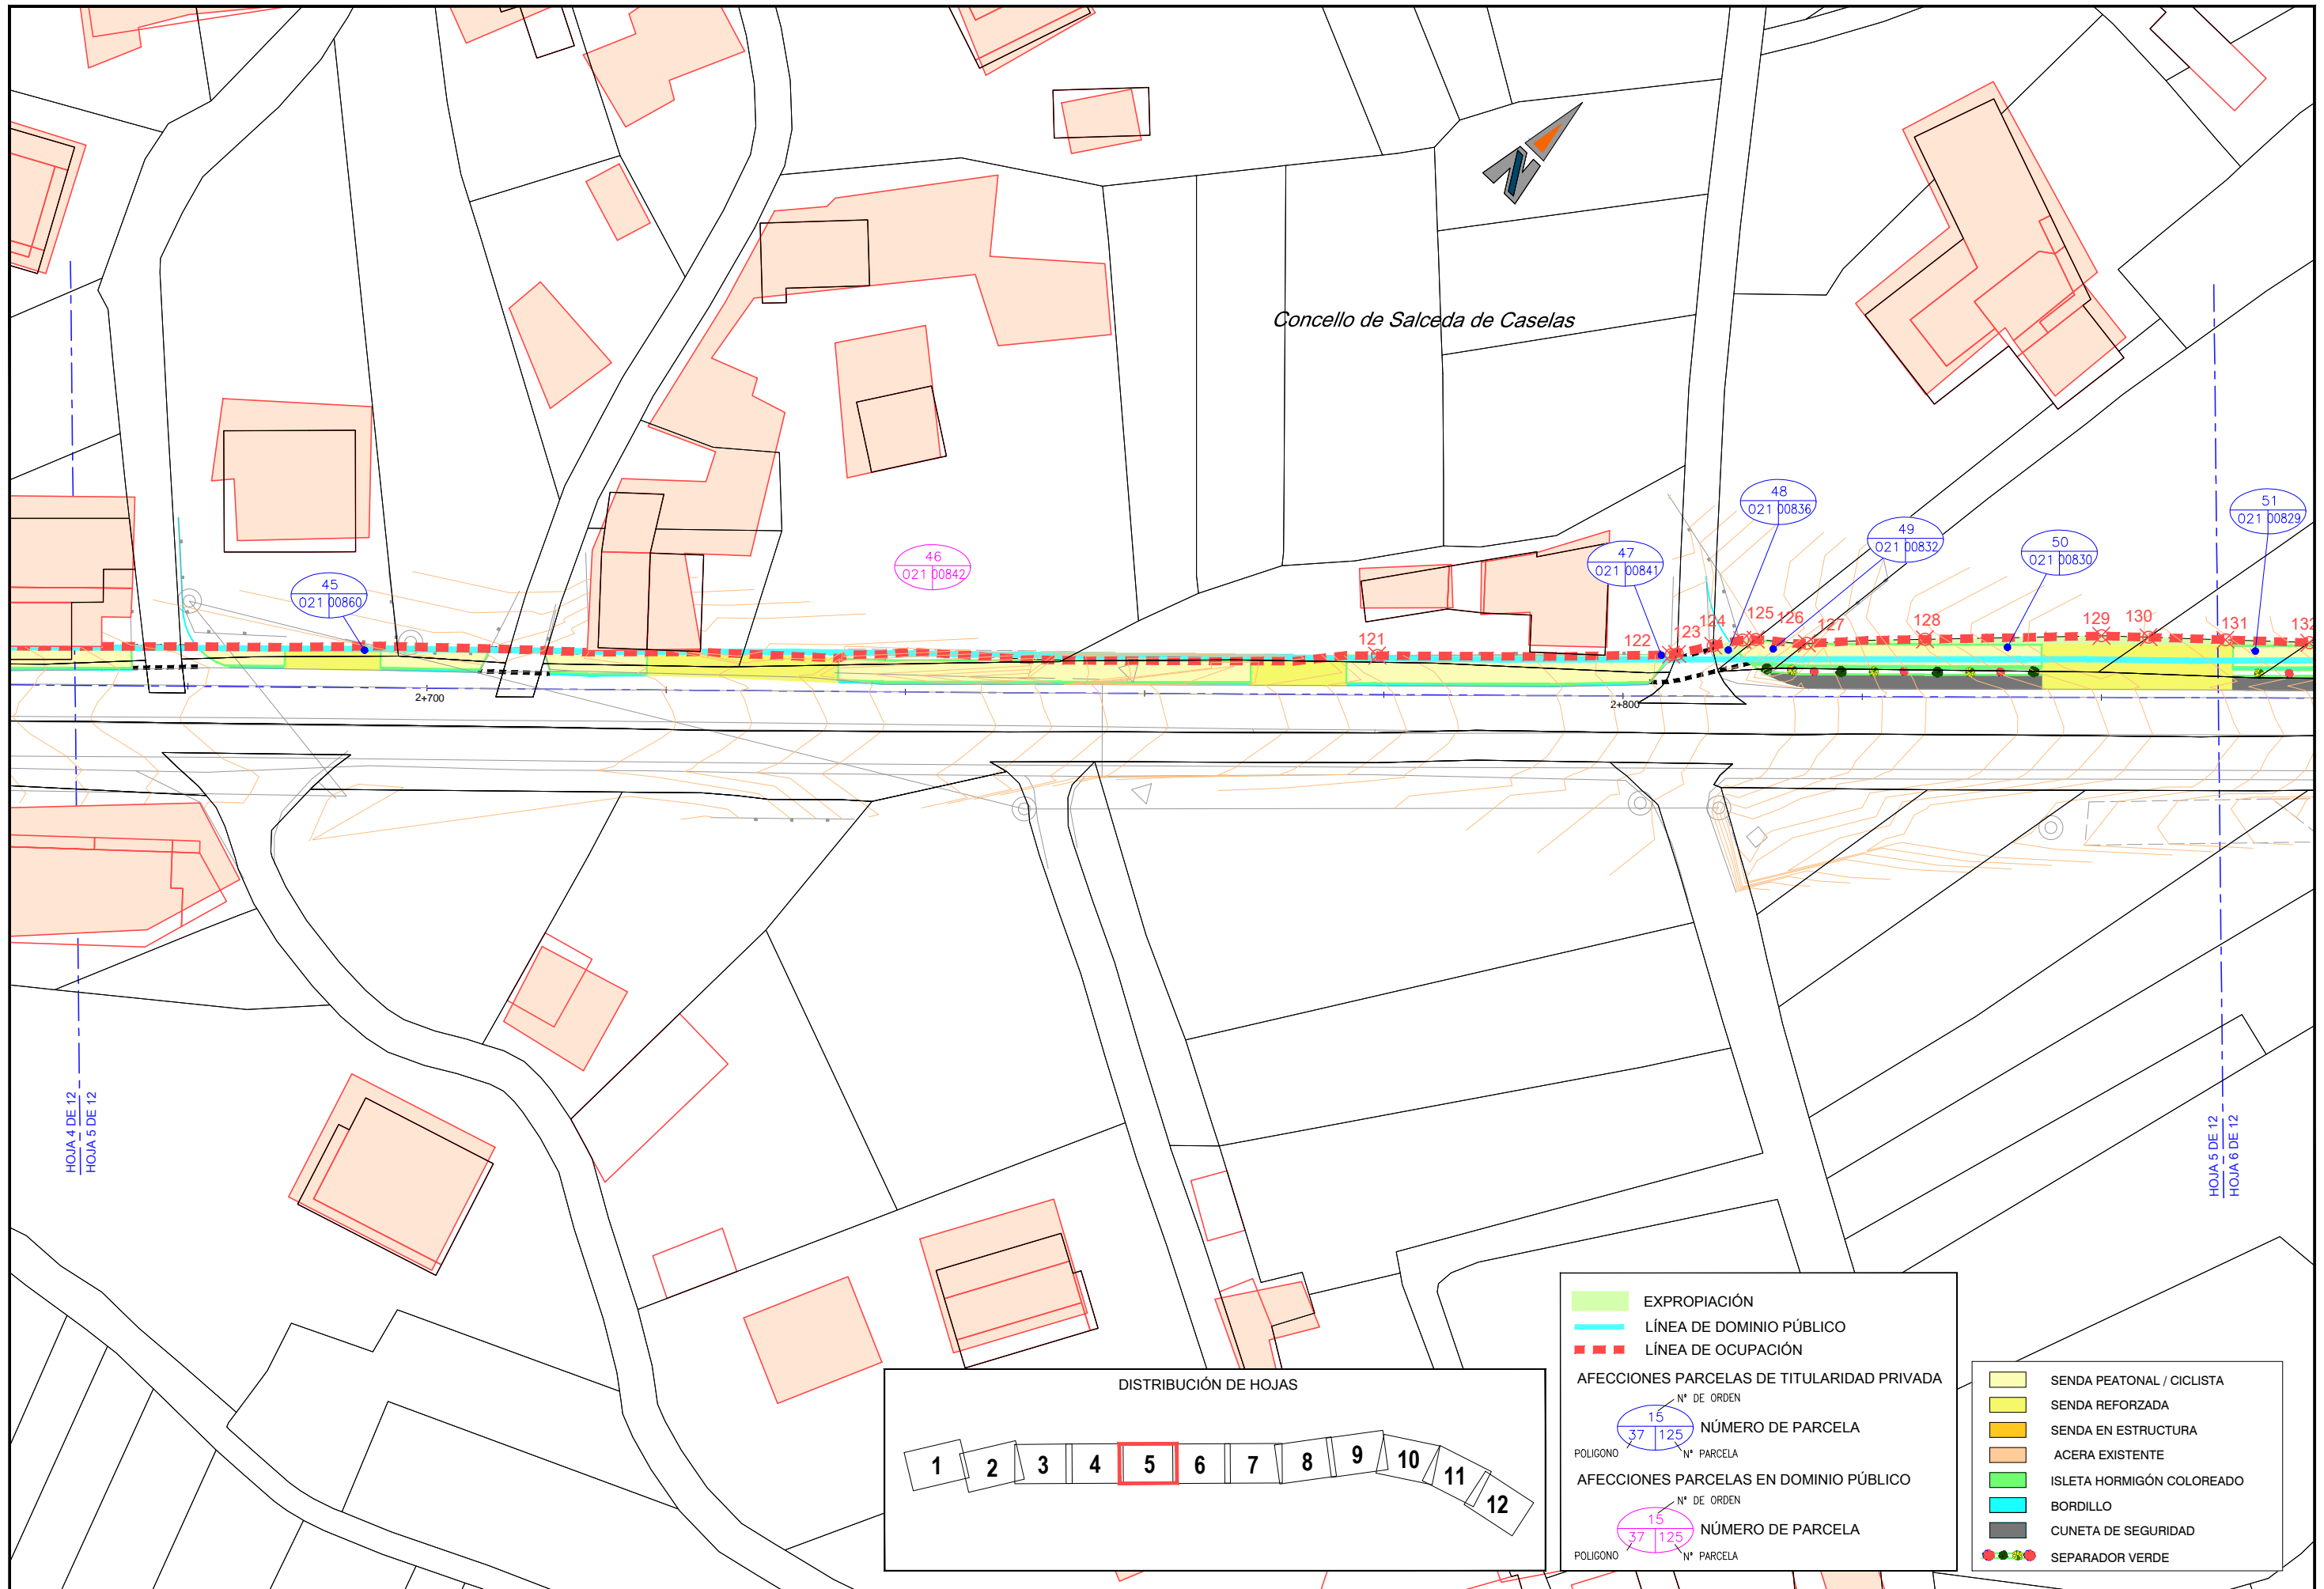 Concello de Salceda de Caselas
45
021 00860
46
021 00842
47
021 00841
48
021 00836
49
021 00832
50
021 00830
51
021 00829
121
122
123
124
125
126
127
128
129
130
131
132
2+700
2+800
HOJA 4 DE 12
HOJA 5 DE 12
HOJA 5 DE 12
HOJA 6 DE 12
DISTRIBUCIÓN DE HOJAS
1
2
3
4
5
6
7
8
9
10
11
12
EXPROPIACIÓN
LÍNEA DE DOMINIO PÚBLICO
LÍNEA DE OCUPACIÓN
AFECCIONES PARCELAS DE TITULARIDAD PRIVADA
Nº DE ORDEN
15
37 125
NÚMERO DE PARCELA
POLIGONO
Nº PARCELA
AFECCIONES PARCELAS EN DOMINIO PÚBLICO
Nº DE ORDEN
15
37 125
NÚMERO DE PARCELA
POLIGONO
Nº PARCELA
SENDA PEATONAL / CICLISTA
SENDA REFORZADA
SENDA EN ESTRUCTURA
ACERA EXISTENTE
ISLETA HORMIGÓN COLOREADO
BORDILLO
CUNETA DE SEGURIDAD
SEPARADOR VERDE